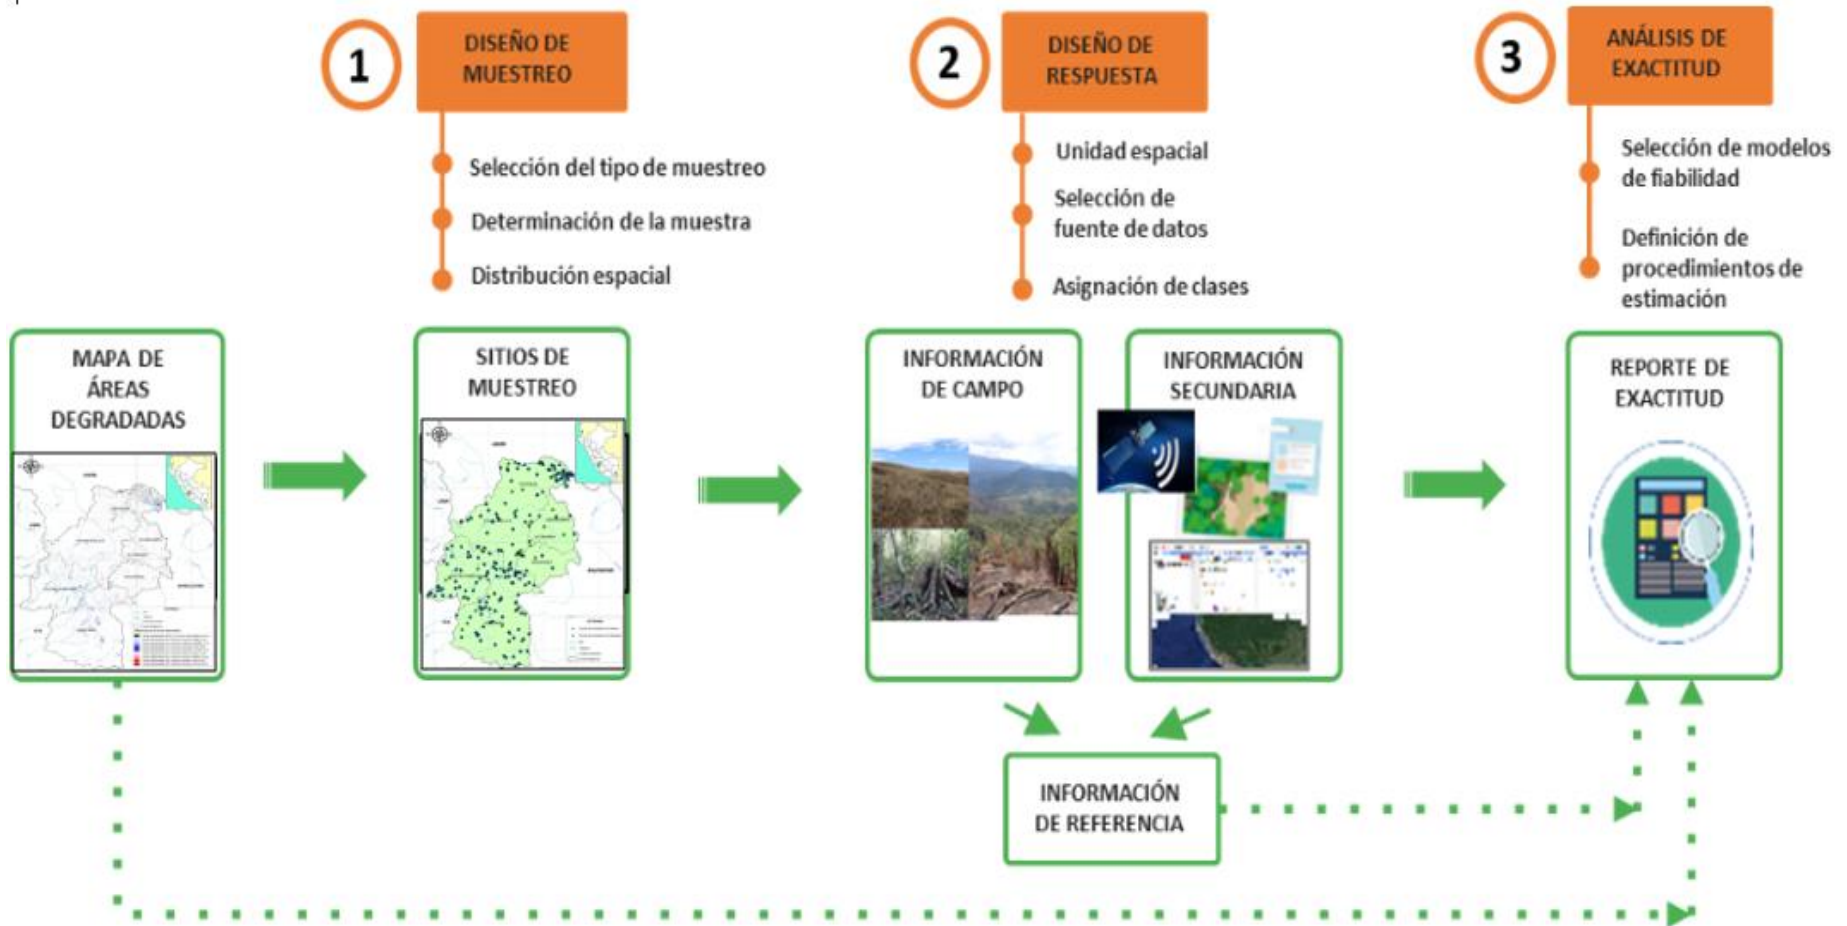 1
DISEÑO DE
MUESTREO
Selección del tipo de muestreo
Determinación de la muestra
Distribución espacial
2
DISEÑO DE
RESPUESTA
Unidad espacial
Selección de
fuente de datos
Asignación de clases
3
ANÁLISIS DE
EXACTITUD
Selección de modelos
de fiabilidad
Definición de
procedimientos de
estimación
MAPA DE
ÁREAS
DEGRADADAS
SITIOS DE
MUESTREO
INFORMACIÓN
DE CAMPO
INFORMACIÓN
SECUNDARIA
REPORTE DE
EXACTITUD
INFORMACIÓN
DE REFERENCIA